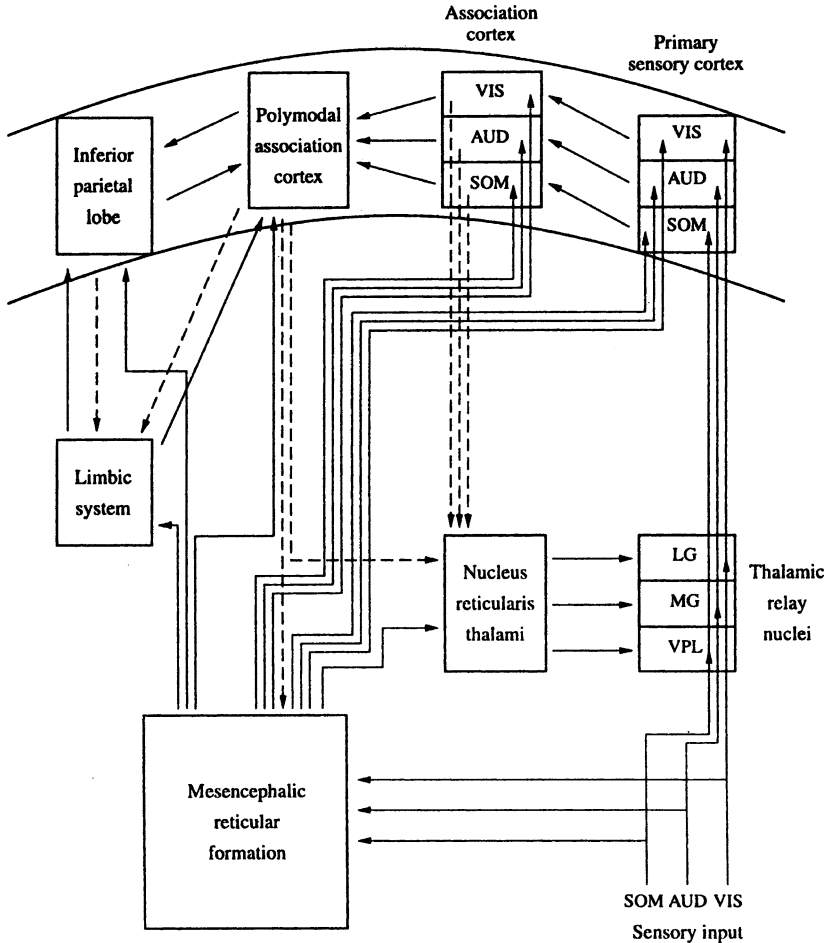 Association
cortex
Primary
sensory cortex
VIS
AUD
SOM
Polymodal
association
cortex
Inferior
parietal
lobe
VIS
AUD
SOM
Limbic
system
Nucleus
reticularis
thalami
LG
MG
VPL
Thalamic
relay
nuclei
Mesencephalic
reticular
formation
SOM AUD VIS
Sensory input